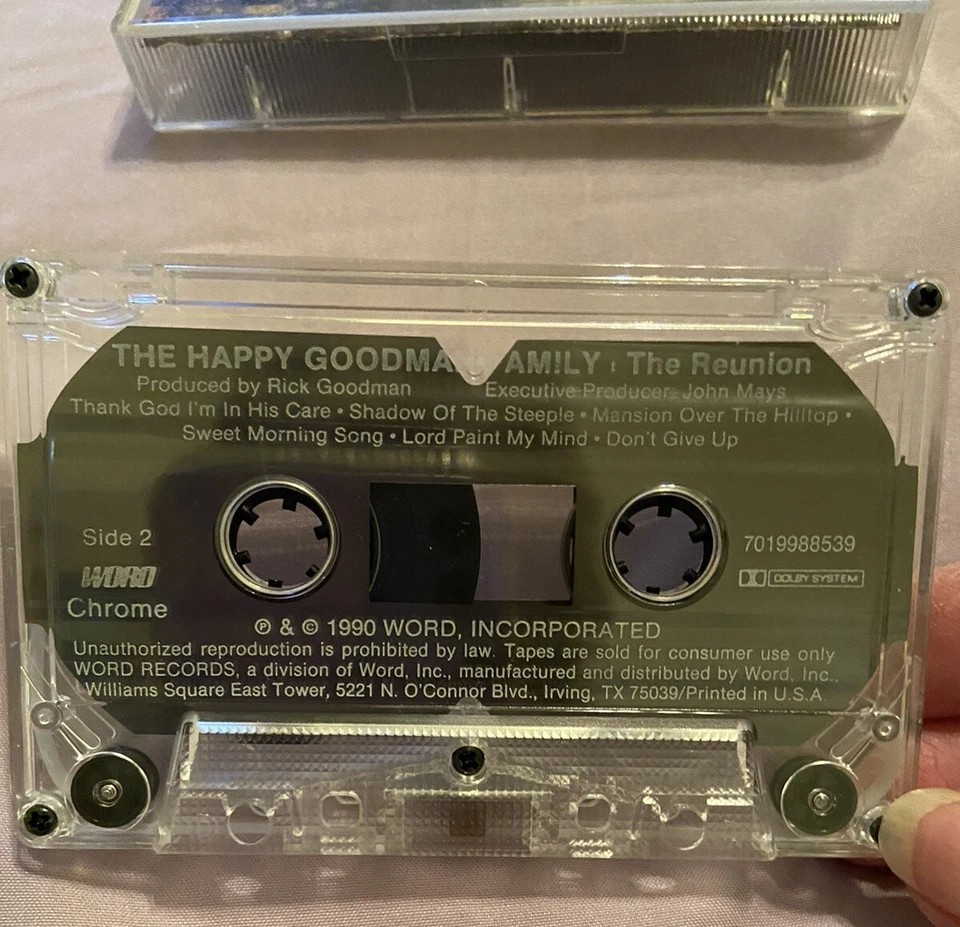 THE HAPPY GOODMA AMILY : The Reunion
Produced by Rick Goodman Executive Producer: John Mays
Thank God I'm In His Care • Shadow Of The Steeple • Mansion Over The Hilltop •
Sweet Morning Song • Lord Paint My Mind • Don't Give Up
Side 2
WORD
Chrome
7019988539
DOLBY SYSTEM
℗ & © 1990 WORD, INCORPORATED
Unauthorized reproduction is prohibited by law. Tapes are sold for consumer use only
WORD RECORDS, a division of Word, Inc., manufactured and distributed by Word, Inc.,
Williams Square East Tower, 5221 N. O'Connor Blvd., Irving, TX 75039/Printed in U.S.A